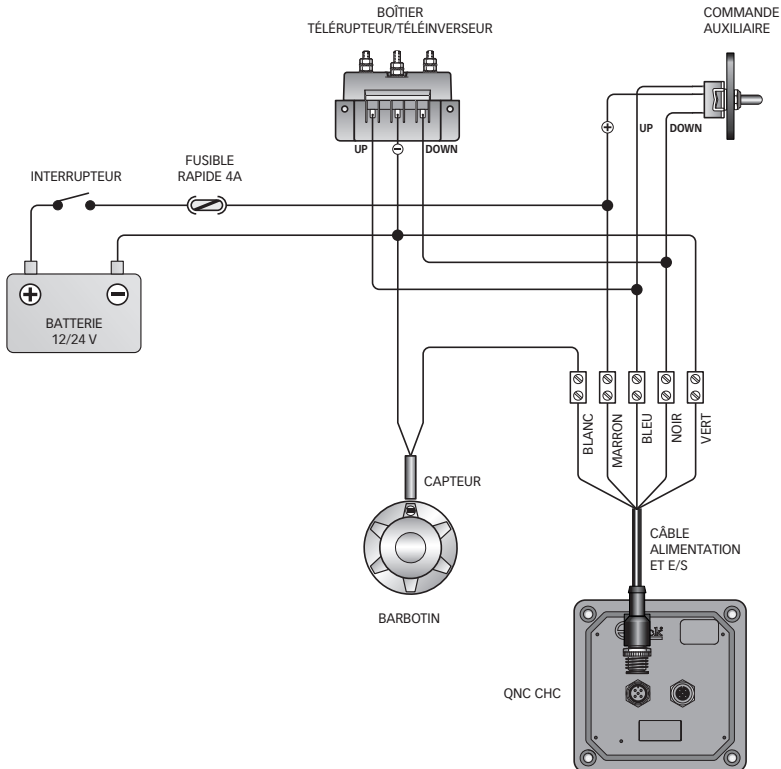 BOÎTIER
TÉLÉRUPTEUR/TÉLÉINVERSEUR
COMMANDE
AUXILIAIRE
UP
DOWN
UP
DOWN
FUSIBLE
RAPIDE 4A
INTERRUPTEUR
BATTERIE
12/24 V
BLANC
MARRON
BLEU
NOIR
VERT
CAPTEUR
CÂBLE
ALIMENTATION
ET E/S
BARBOTIN
QNC CHC